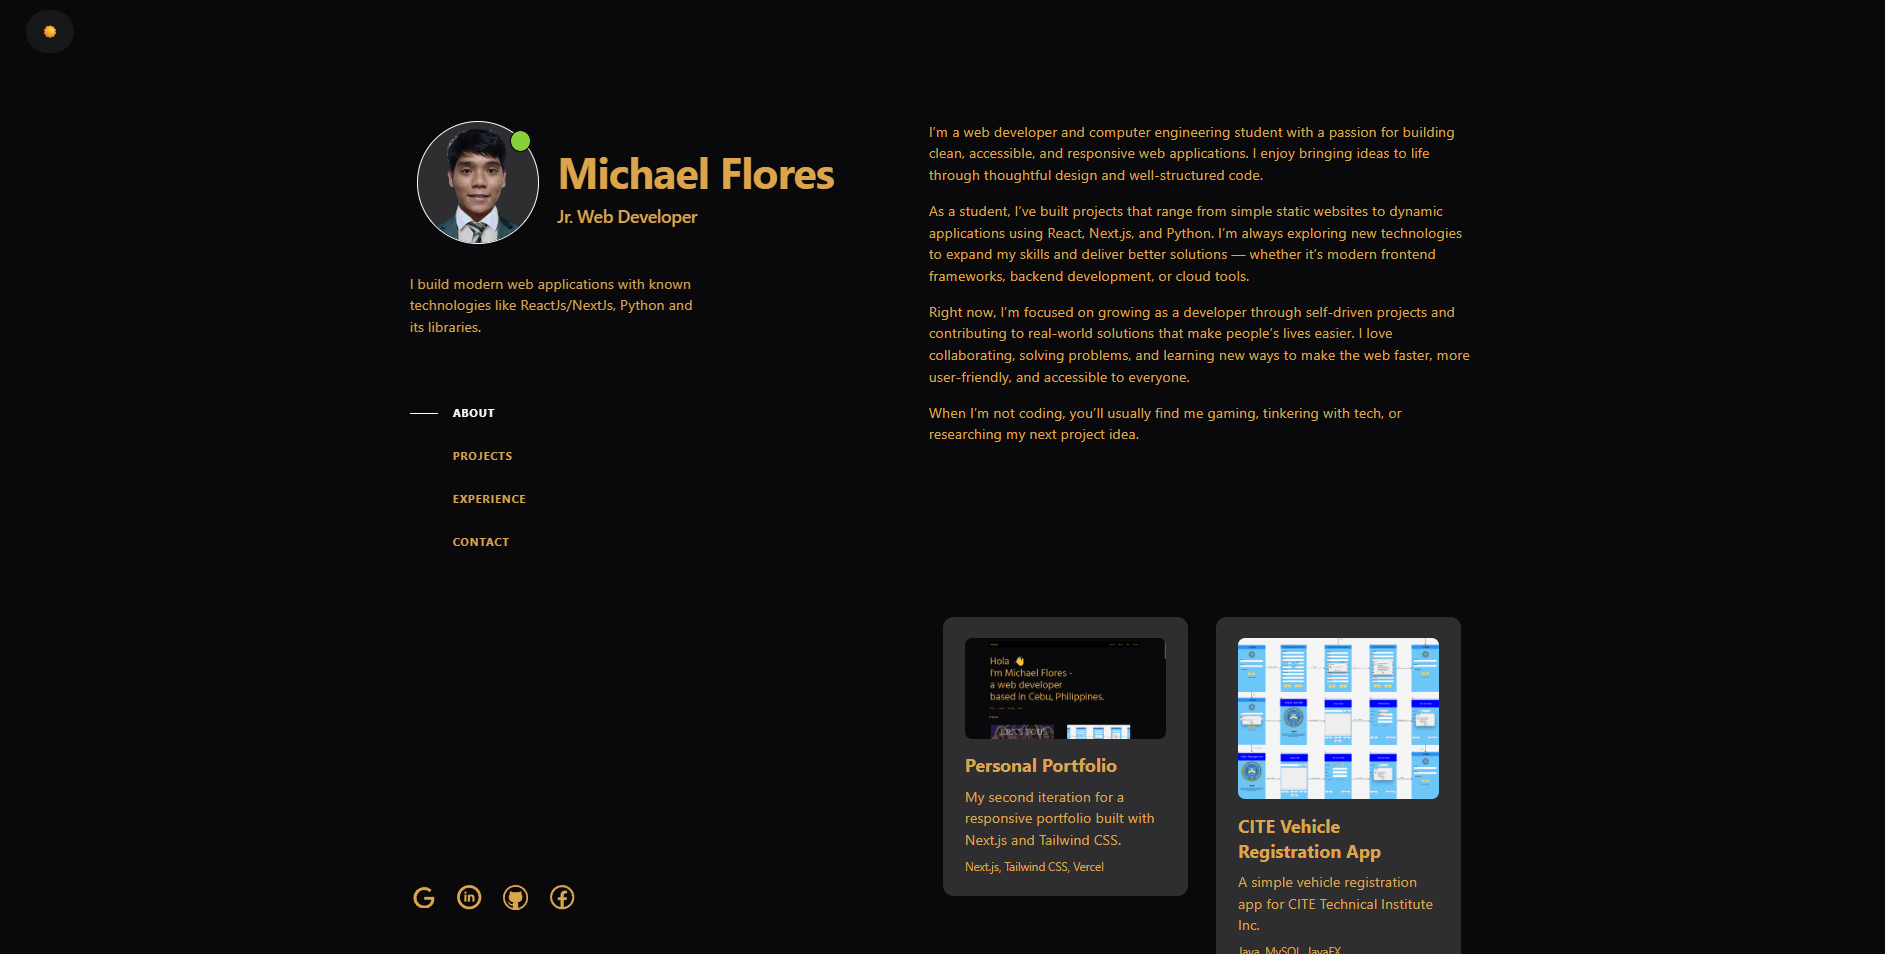 Michael Flores
Jr. Web Developer
I build modern web applications with known
technologies like ReactJs/NextJs, Python and
its libraries.
ABOUT
PROJECTS
EXPERIENCE
CONTACT
I’m a web developer and computer engineering student with a passion for building
clean, accessible, and responsive web applications. I enjoy bringing ideas to life
through thoughtful design and well-structured code.
As a student, I’ve built projects that range from simple static websites to dynamic
applications using React, Next.js, and Python. I’m always exploring new technologies
to expand my skills and deliver better solutions — whether it’s modern frontend
frameworks, backend development, or cloud tools.
Right now, I’m focused on growing as a developer through self-driven projects and
contributing to real-world solutions that make people’s lives easier. I love
collaborating, solving problems, and learning new ways to make the web faster, more
user-friendly, and accessible to everyone.
When I’m not coding, you’ll usually find me gaming, tinkering with tech, or
researching my next project idea.
Hola
I'm Michael Flores -
a web developer
based in Cebu, Philippines.
Personal Portfolio
My second iteration for a
responsive portfolio built with
Next.js and Tailwind CSS.
Next.js, Tailwind CSS, Vercel
CITE Vehicle
Registration App
A simple vehicle registration
app for CITE Technical Institute
Inc.
Java, MySQL, JavaFX